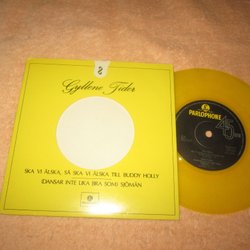 Gyllene Tider
SKA VI ÄLSKA, SÅ SKA VI ÄLSKA TILL BUDDY HOLLY
(DANSAR INTE LIKA BRA SOM) SJÖMÄN
PARLOPHONE
45